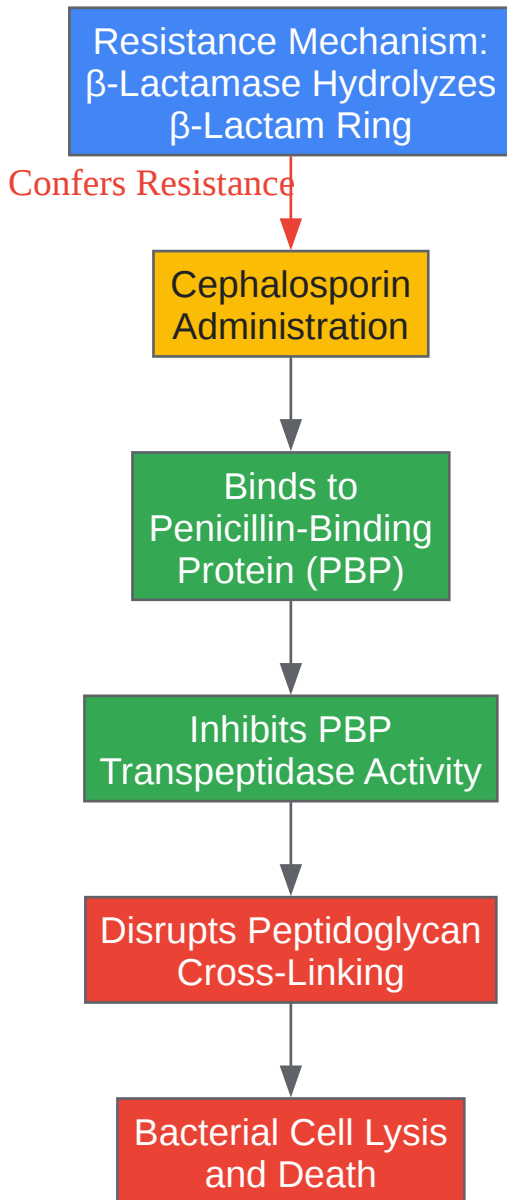 Resistance Mechanism:
β-Lactamase Hydrolyzes
β-Lactam Ring
Confers Resistance
Cephalosporin
Administration
Binds to
Penicillin-Binding
Protein (PBP)
Inhibits PBP
Transpeptidase Activity
Disrupts Peptidoglycan
Cross-Linking
Bacterial Cell Lysis
and Death